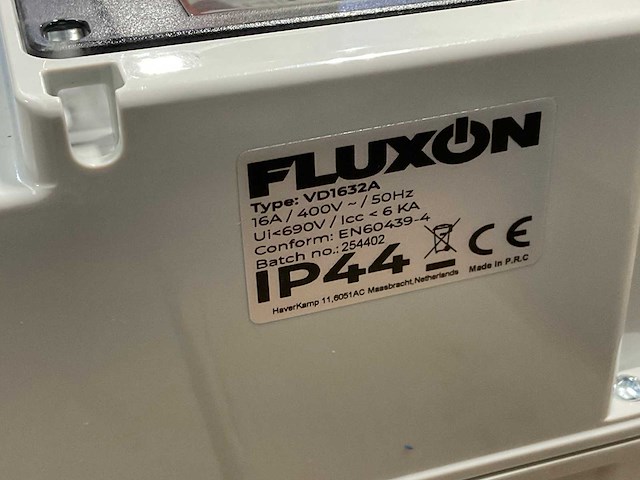 FLUXON
Type: VD1632A
16A / 400V ~ / 50Hz
Ui<690V / Icc < 6 KA
Conform: EN60439-4
Batch no.: 254402
IP44
CE
Made in P.R.C
HaverKamp 11,6051AC Maasbracht,Netherlands